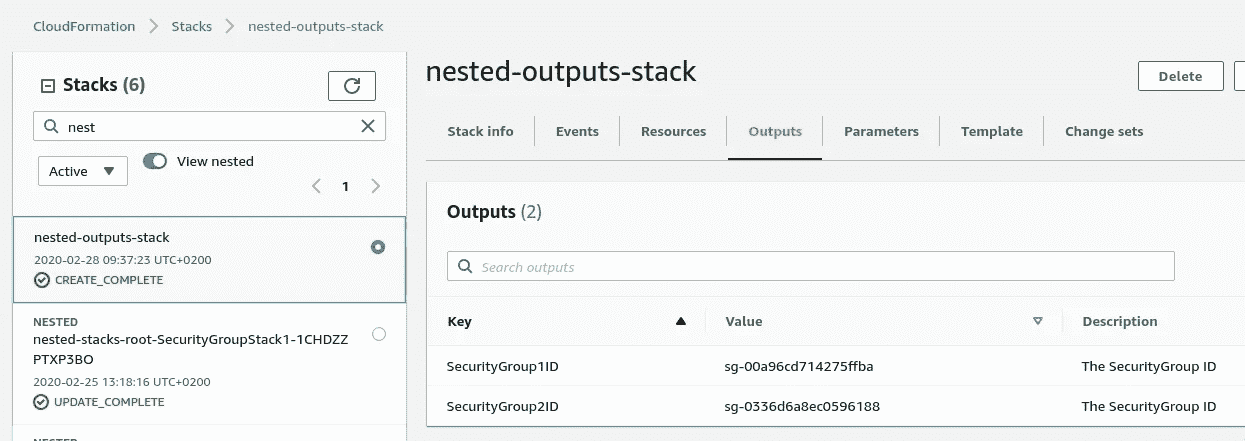 CloudFormation > Stacks > nested-outputs-stack
Stacks (6)
nest
Active
View nested
1
nested-outputs-stack
2020-02-28 09:37:23 UTC+0200
CREATE_COMPLETE
NESTED
nested-stacks-root-SecurityGroupStack1-1CHDZZ
PTXP3BO
2020-02-25 13:18:16 UTC+0200
UPDATE_COMPLETE
NESTED
nested-outputs-stack
Delete
Stack info Events Resources Outputs Parameters Template Change sets
Outputs (2)
Search outputs
Key Value Description
SecurityGroup1ID sg-00a96cd714275ffba The SecurityGroup ID
SecurityGroup2ID sg-0336d6a8ec0596188 The SecurityGroup ID